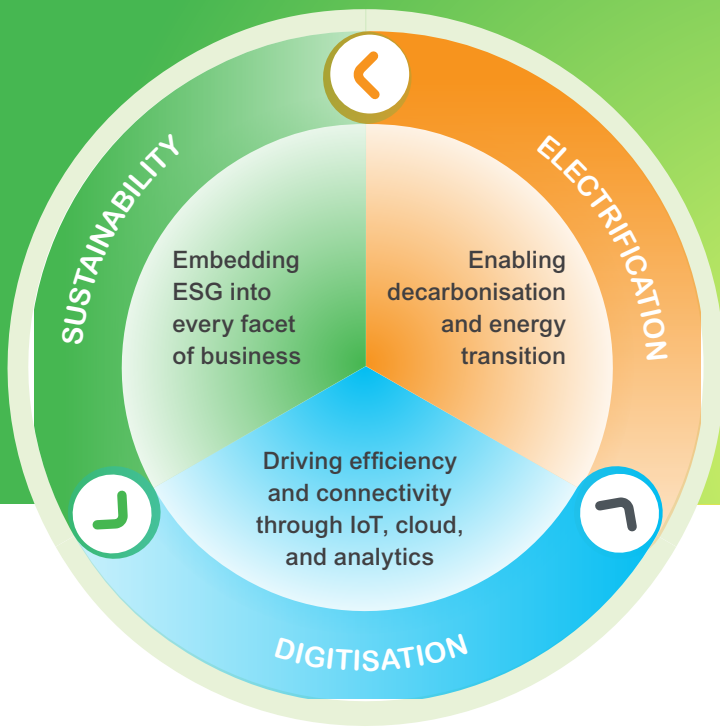 SUSTAINABILITY
Embedding
ESG into
every facet
of business
ELECTRIFICATION
Enabling
decarbonisation
and energy
transition
Driving efficiency
and connectivity
through IoT, cloud,
and analytics
DIGITISATION